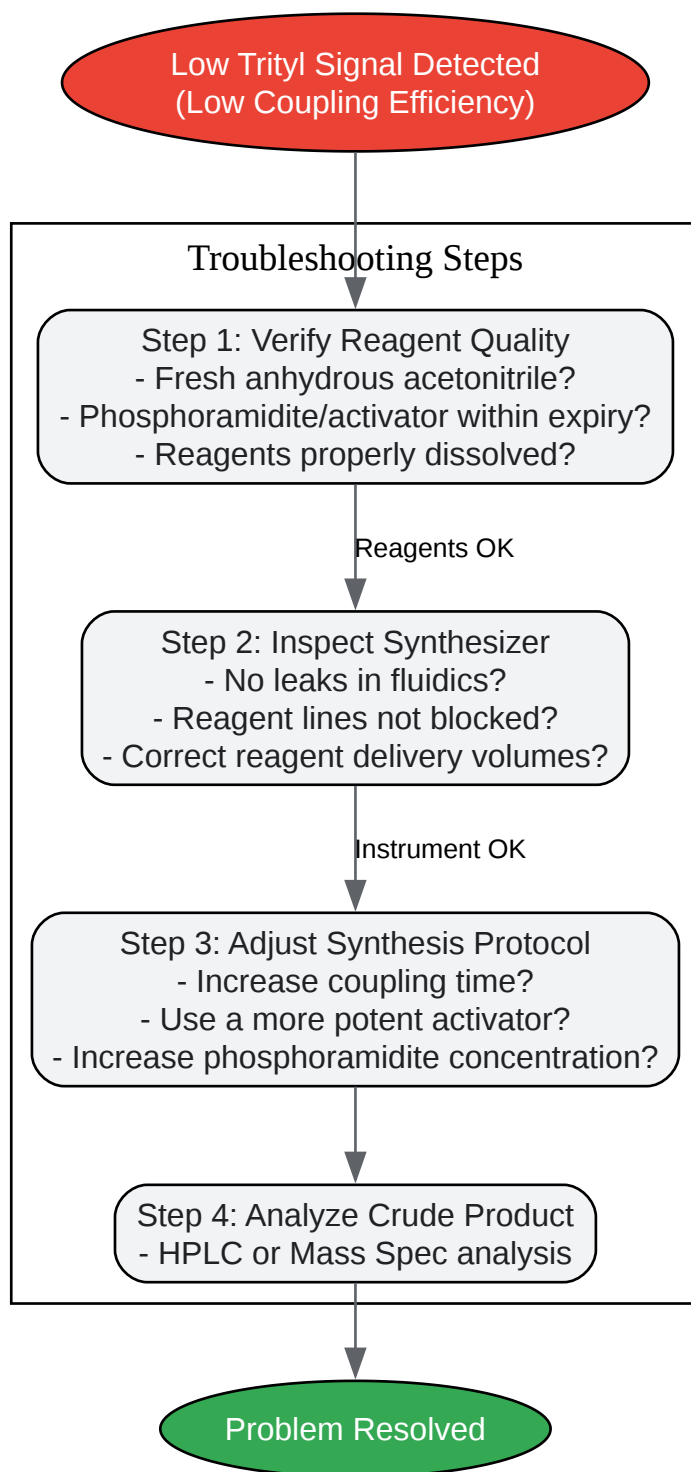 Low Trityl Signal Detected
(Low Coupling Efficiency)
Troubleshooting Steps
Step 1: Verify Reagent Quality
- Fresh anhydrous acetonitrile?
- Phosphoramidite/activator within expiry?
- Reagents properly dissolved?
Reagents OK
Step 2: Inspect Synthesizer
- No leaks in fluidics?
- Reagent lines not blocked?
- Correct reagent delivery volumes?
Instrument OK
Step 3: Adjust Synthesis Protocol
- Increase coupling time?
- Use a more potent activator?
- Increase phosphoramidite concentration?
Step 4: Analyze Crude Product
- HPLC or Mass Spec analysis
Problem Resolved